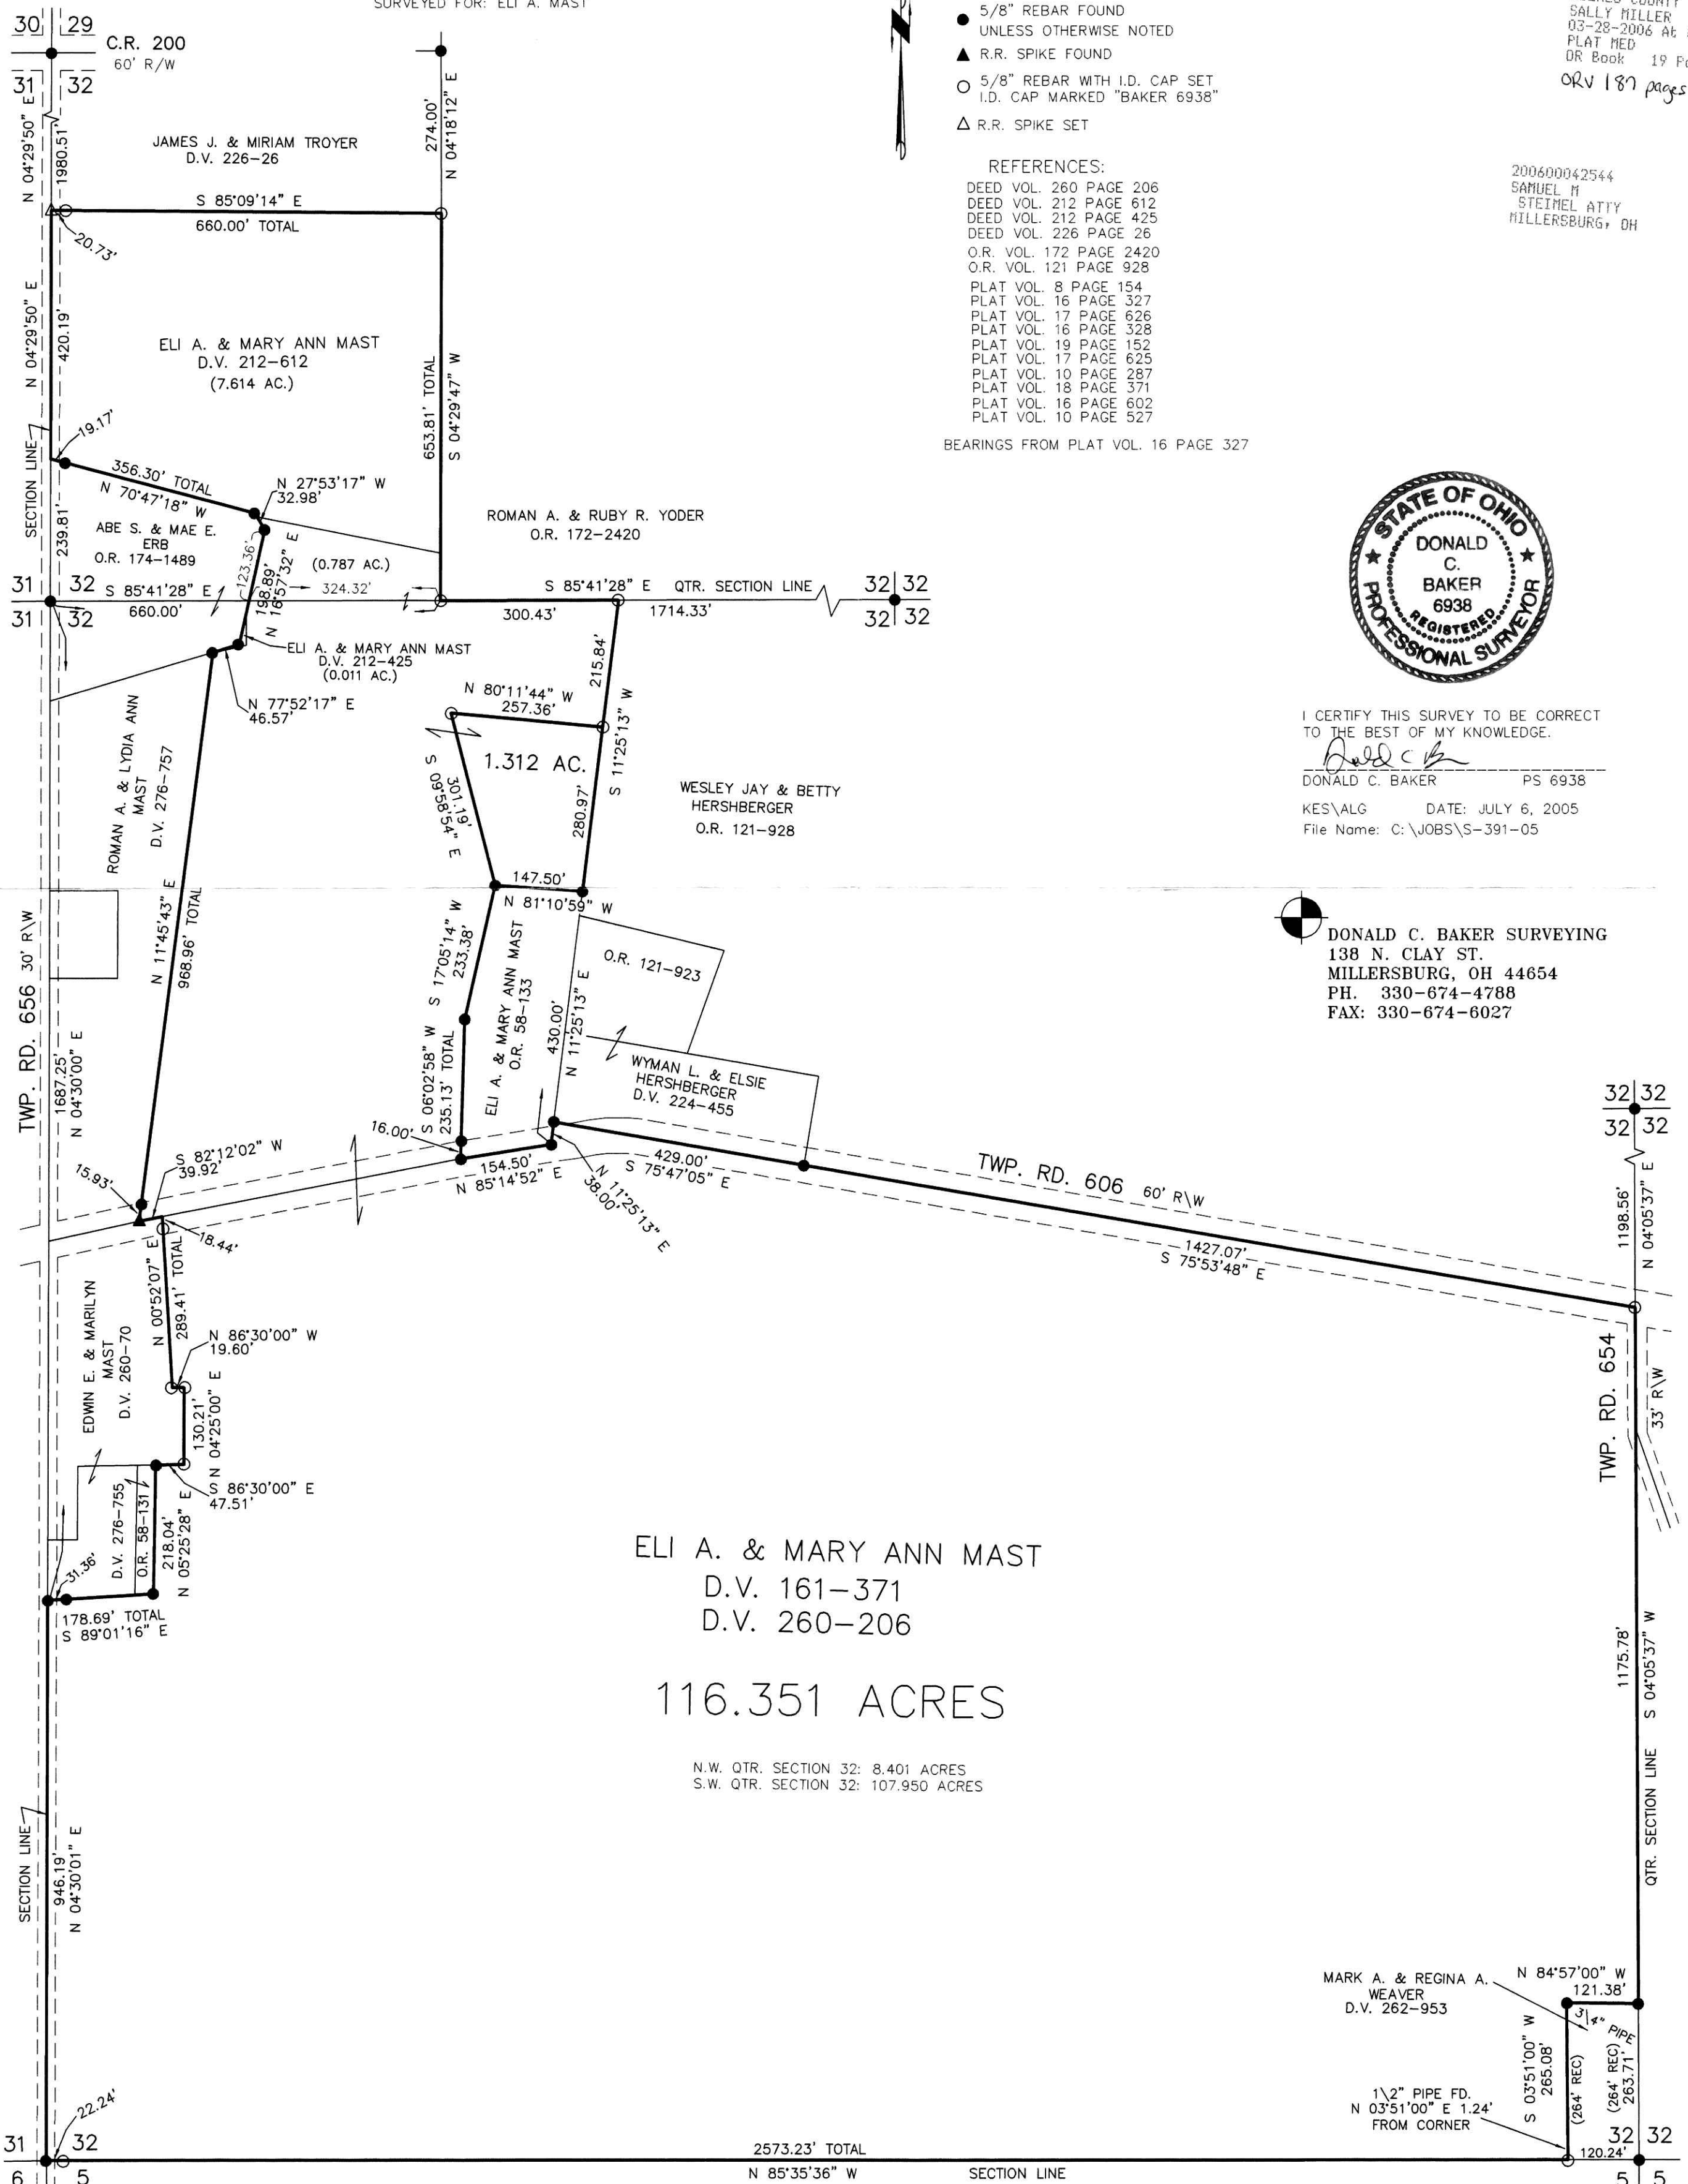 SURVEYED FOR: ELI A. MAST
30 29
31 32
C.R. 200
60' R/W
N 04°29'50" E
1980.51'
274.00'
N 04°18'12" E
JAMES J. & MIRIAM TROYER
D.V. 226-26
S 85°09'14" E
660.00' TOTAL
20.73'
N 04°29'50" E
420.19'
SECTION LINE
ELI A. & MARY ANN MAST
D.V. 212-612
(7.614 AC.)
653.81' TOTAL
S 04°29'47" W
19.17'
356.30' TOTAL
N 70°47'18" W
N 27°53'17" W
32.98'
ABE S. & MAE E.
ERB
O.R. 174-1489
239.81'
123.36'
198.89'
N 16°57'32" E
(0.787 AC.)
324.32'
ROMAN A. & RUBY R. YODER
O.R. 172-2420
31 32
31 32
S 85°41'28" E
660.00'
S 85°41'28" E QTR. SECTION LINE
300.43'
1714.33'
32 32
32 32
ELI A. & MARY ANN MAST
D.V. 212-425
(0.011 AC.)
N 77°52'17" E
46.57'
215.84'
S 11°25'13" W
N 80°11'44" W
257.36'
1.312 AC.
301.19'
S 09°58'54" E
280.97'
WESLEY JAY & BETTY
HERSHBERGER
O.R. 121-928
ROMAN A. & LYDIA ANN
MAST
D.V. 276-757
N 11°45'43" E
968.96' TOTAL
147.50'
N 81°10'59" W
S 17°05'14" W
233.38'
S 06°02'58" W
235.13' TOTAL
ELI A. & MARY ANN MAST
O.R. 58-133
430.00'
N 11°25'13" E
O.R. 121-923
WYMAN L. & ELSIE
HERSHBERGER
D.V. 224-455
TWP. RD. 656 30' R\W
1687.25'
N 04°30'00" E
15.93'
S 82°12'02" W
39.92'
16.00'
154.50'
N 85°14'52" E
N 11°25'13" E
38.00'
429.00'
S 75°47'05" E
TWP. RD. 606 60' R\W
1427.07'
S 75°53'48" E
32 32
32 32
1198.56'
N 04°05'37" E
18.44'
N 00°52'07" E
289.41' TOTAL
EDWIN E. & MARILYN
MAST
D.V. 260-70
N 86°30'00" W
19.60'
130.21'
N 04°25'00" E
S 86°30'00" E
47.51'
D.V. 276-755
O.R. 58-131
218.04'
N 05°25'28" E
31.36'
178.69' TOTAL
S 89°01'16" E
TWP. RD. 654
33' R\W
ELI A. & MARY ANN MAST
D.V. 161-371
D.V. 260-206
116.351 ACRES
N.W. QTR. SECTION 32: 8.401 ACRES
S.W. QTR. SECTION 32: 107.950 ACRES
1175.78'
S 04°05'37" W
QTR. SECTION LINE
SECTION LINE
946.19'
N 04°30'01" E
MARK A. & REGINA A.
WEAVER
D.V. 262-953
N 84°57'00" W
121.38'
3\4" PIPE
S 03°51'00" W
265.08'
(264' REC)
(264' REC)
263.71'
1\2" PIPE FD.
N 03°51'00" E 1.24'
FROM CORNER
22.24'
31 32
6 5
2573.23' TOTAL
N 85°35'36" W SECTION LINE
120.24'
32 32
5 5
5/8" REBAR FOUND
UNLESS OTHERWISE NOTED
R.R. SPIKE FOUND
5/8" REBAR WITH I.D. CAP SET
I.D. CAP MARKED "BAKER 6938"
R.R. SPIKE SET
REFERENCES:
DEED VOL. 260 PAGE 206
DEED VOL. 212 PAGE 612
DEED VOL. 212 PAGE 425
DEED VOL. 226 PAGE 26
O.R. VOL. 172 PAGE 2420
O.R. VOL. 121 PAGE 928
PLAT VOL. 8 PAGE 154
PLAT VOL. 16 PAGE 327
PLAT VOL. 17 PAGE 626
PLAT VOL. 16 PAGE 328
PLAT VOL. 19 PAGE 152
PLAT VOL. 17 PAGE 625
PLAT VOL. 10 PAGE 287
PLAT VOL. 18 PAGE 371
PLAT VOL. 16 PAGE 602
PLAT VOL. 10 PAGE 527
BEARINGS FROM PLAT VOL. 16 PAGE 327
COUNTY
SALLY MILLER
03-28-2006 At
PLAT MED
OR Book 19
ORV 187 pages
200600042544
SAMUEL M
STEIMEL ATTY
MILLERSBURG, OH
STATE OF OHIO
DONALD
C.
BAKER
6938
REGISTERED
PROFESSIONAL SURVEYOR
I CERTIFY THIS SURVEY TO BE CORRECT
TO THE BEST OF MY KNOWLEDGE.
DONALD C. BAKER PS 6938
KES\ALG DATE: JULY 6, 2005
File Name: C:\JOBS\S-391-05
DONALD C. BAKER SURVEYING
138 N. CLAY ST.
MILLERSBURG, OH 44654
PH. 330-674-4788
FAX: 330-674-6027